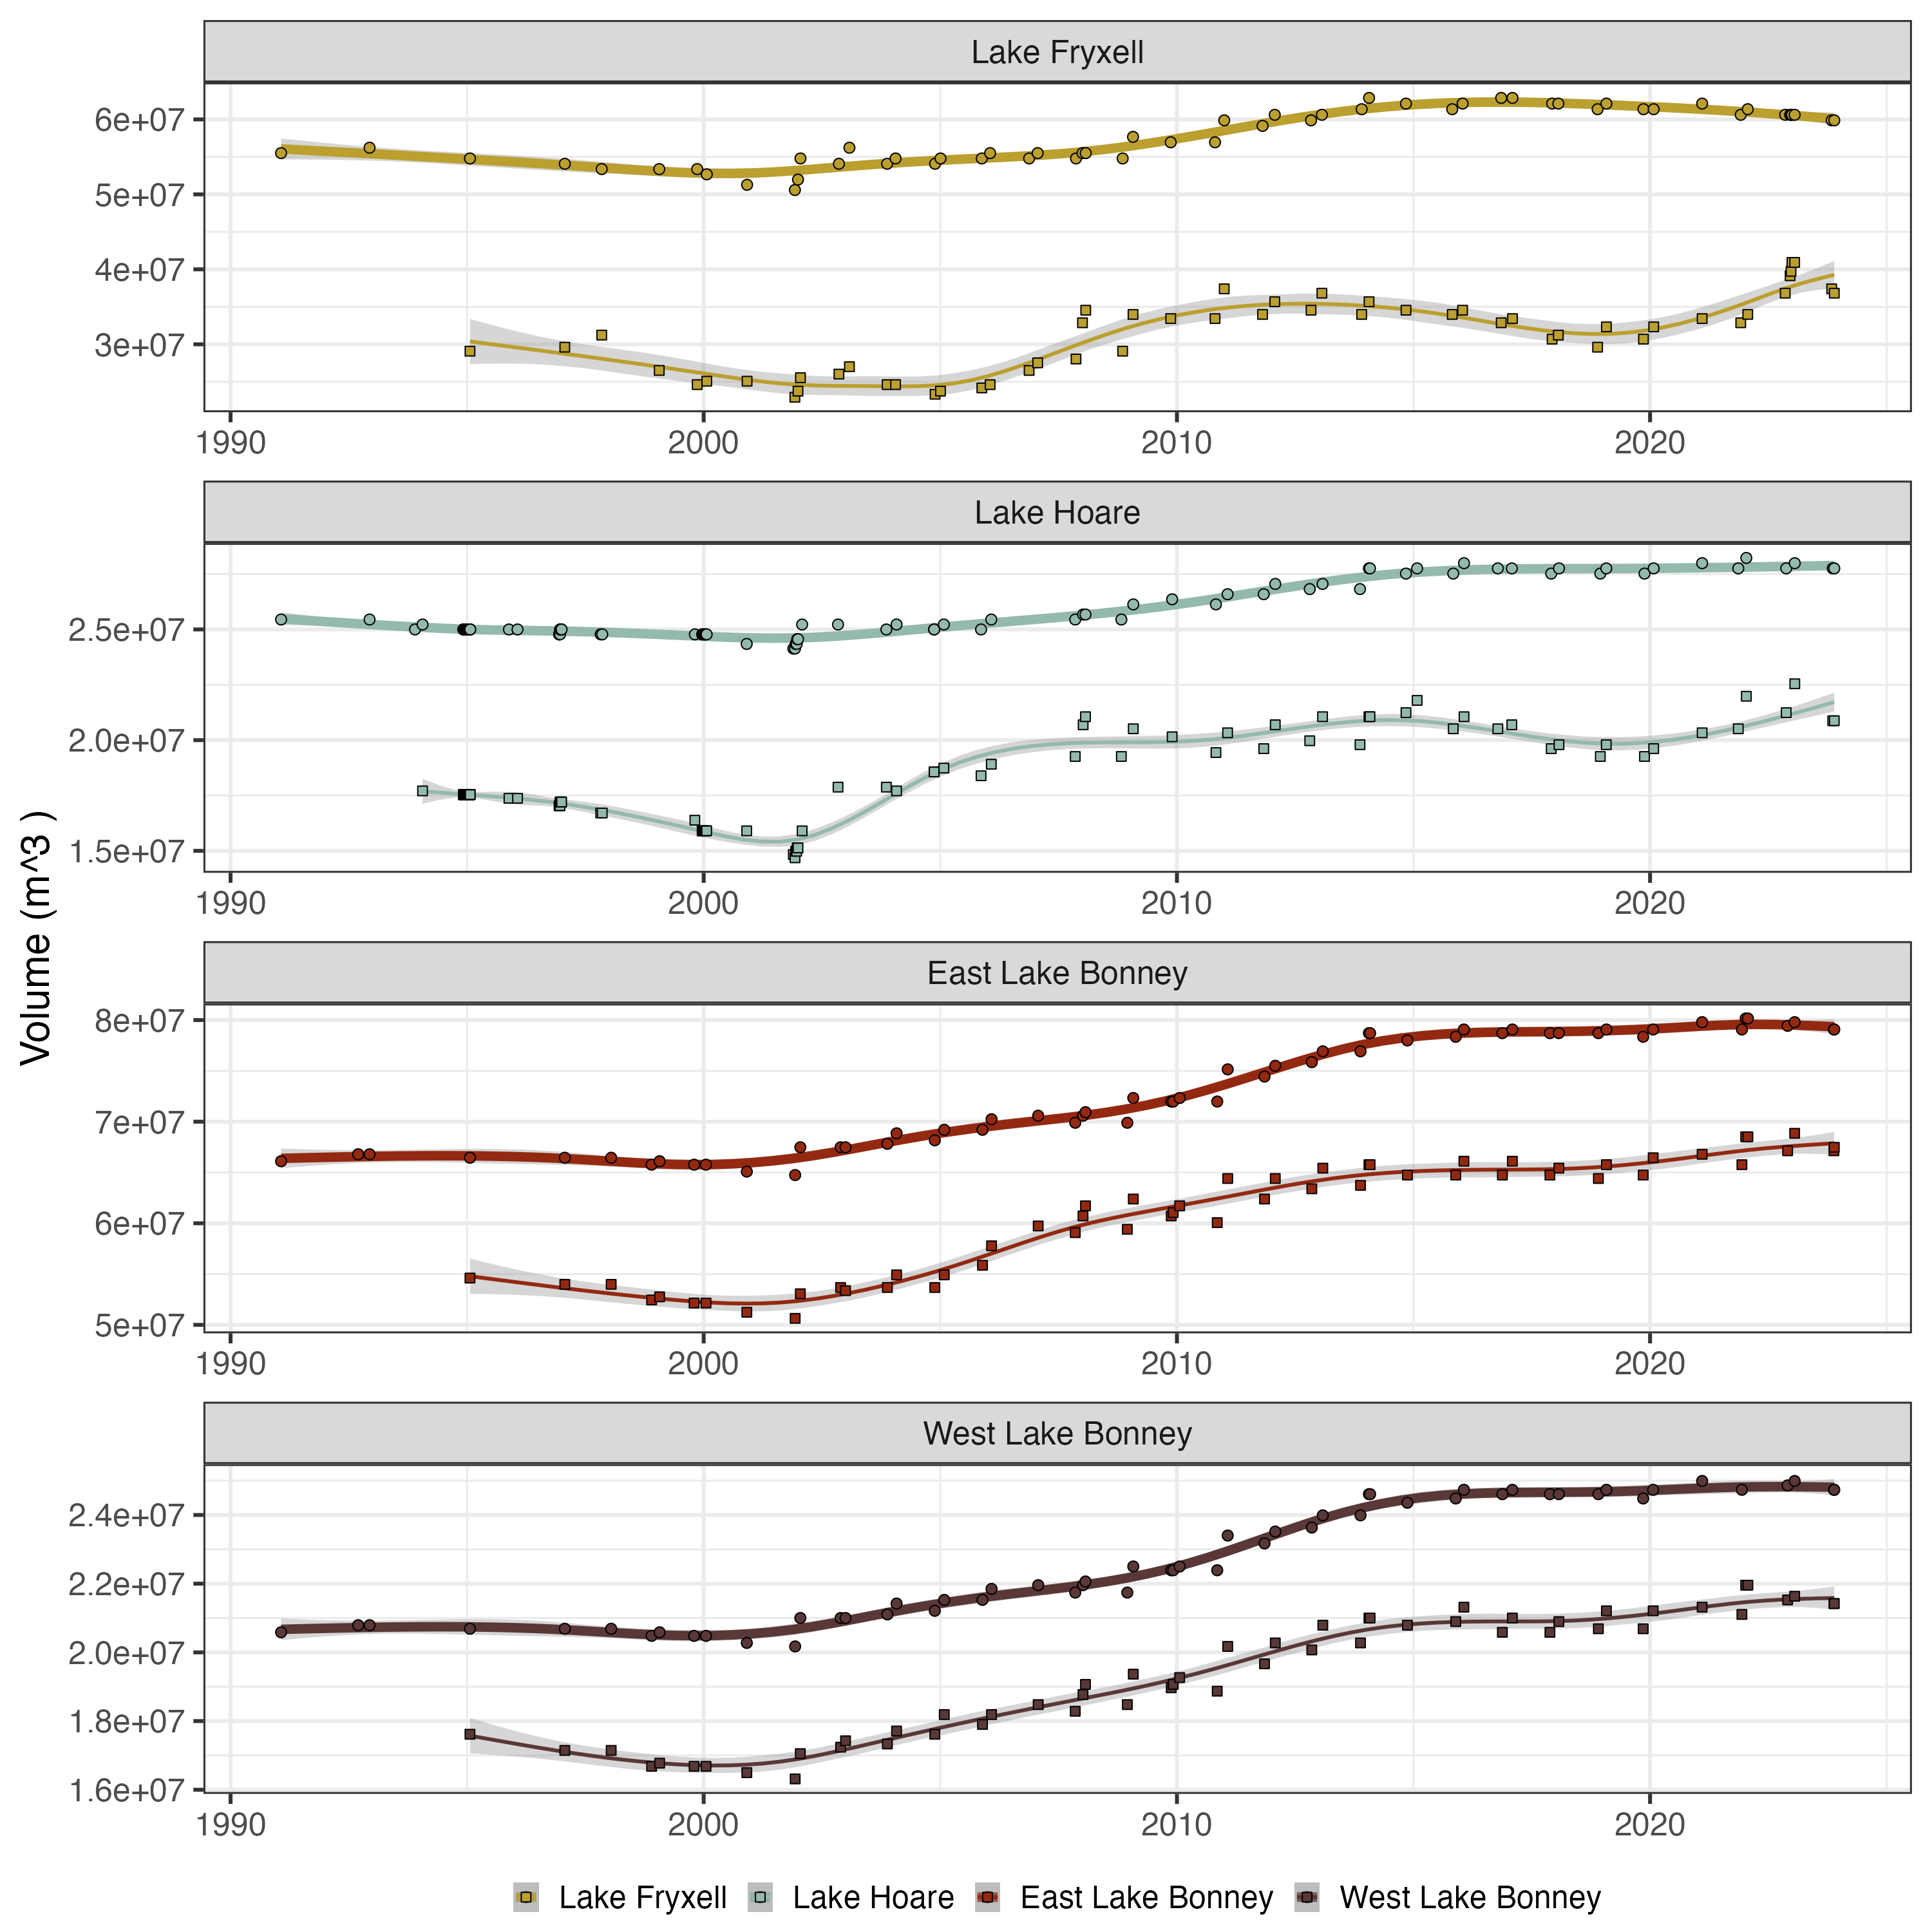 Lake Fryxell
6e+07
5e+07
4e+07
3e+07
1990 2000 2010 2020
Lake Hoare
2.5e+07
2.0e+07
1.5e+07
1990 2000 2010 2020
Volume (m^3 )
East Lake Bonney
8e+07
7e+07
6e+07
5e+07
1990 2000 2010 2020
West Lake Bonney
2.4e+07
2.2e+07
2.0e+07
1.8e+07
1.6e+07
1990 2000 2010 2020
Lake Fryxell Lake Hoare East Lake Bonney West Lake Bonney